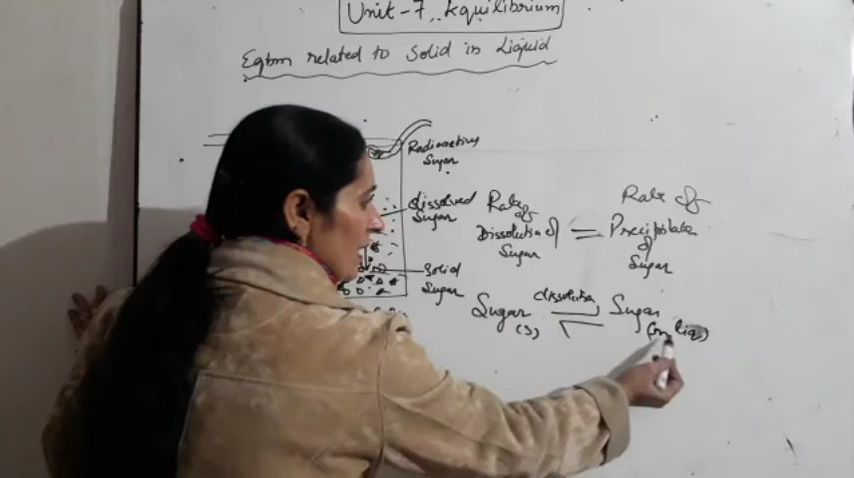 Unit-7, Equilibrium
Eqbm related to Solid in Liquid
Radioactive
Sugar
dissolved
Sugar
Solid
Sugar
Rate
of
Dissolution of
Sugar
=
Rate of
Precipitation
of
Sugar
Sugar (s) dissolution ⇌ Sugar (in liq.)